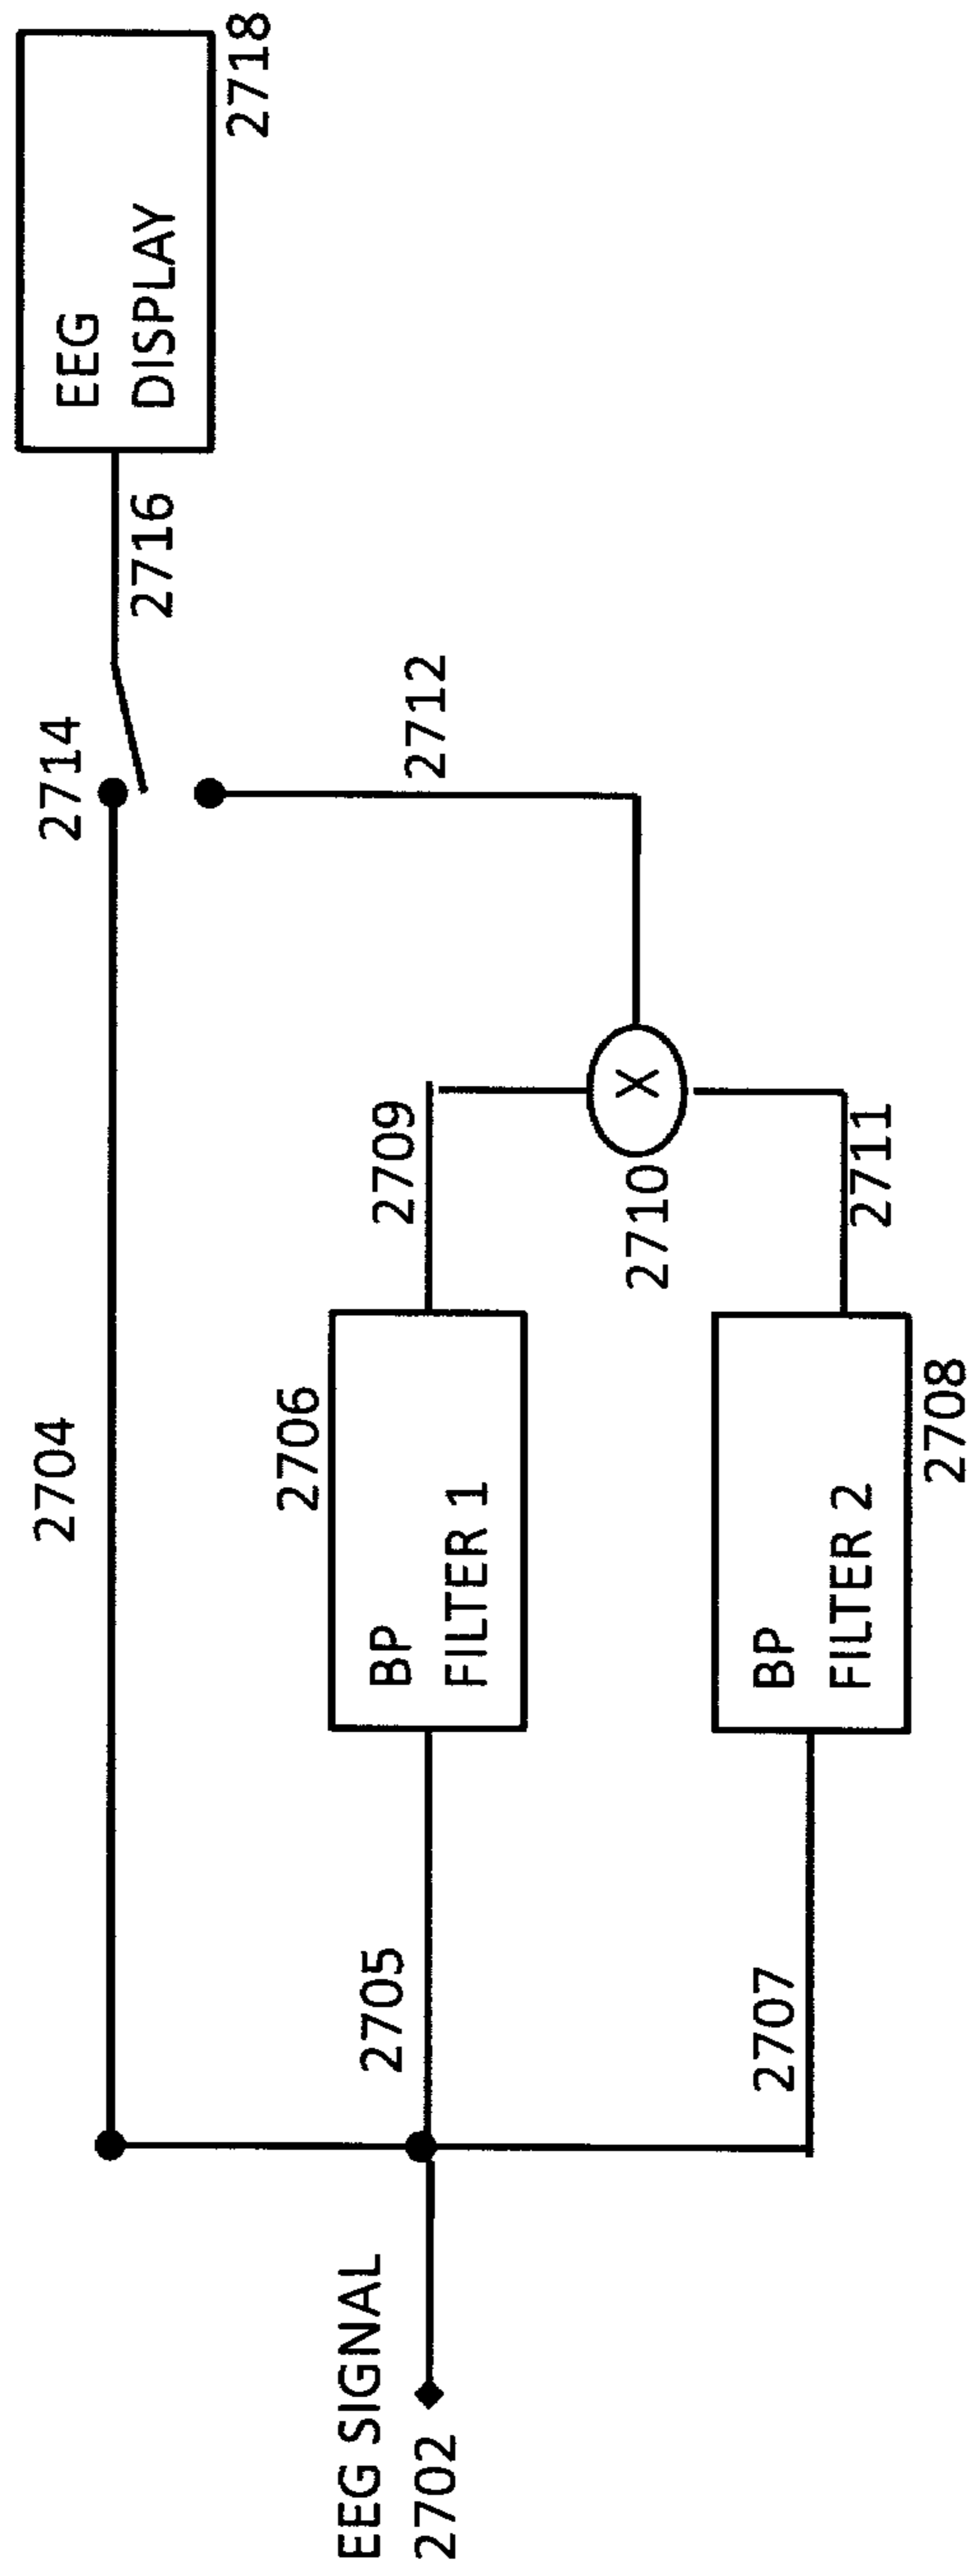 EEG SIGNAL
2702
2704
2705
2707
BP
FILTER 1
2706
BP
FILTER 2
2708
2709
2710
X
2711
2712
2714
2716
EEG
DISPLAY
2718